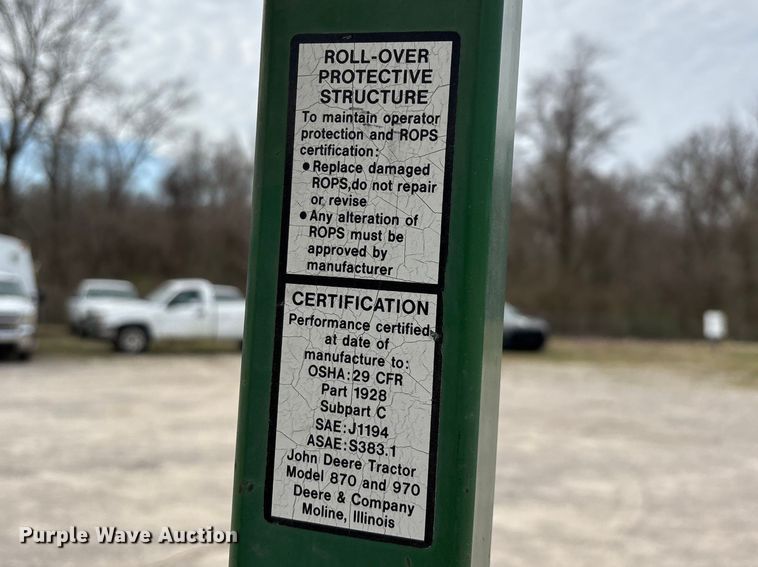 ROLL-OVER
PROTECTIVE
STRUCTURE
To maintain operator
protection and ROPS
certification:
● Replace damaged
ROPS,do not repair
or revise
● Any alteration of
ROPS must be
approved by
manufacturer
CERTIFICATION
Performance certified
at date of
manufacture to:
OSHA:29 CFR
Part 1928
Subpart C
SAE:J1194
ASAE:S383.1
John Deere Tractor
Model 870 and 970
Deere & Company
Moline, Illinois
Purple Wave Auction